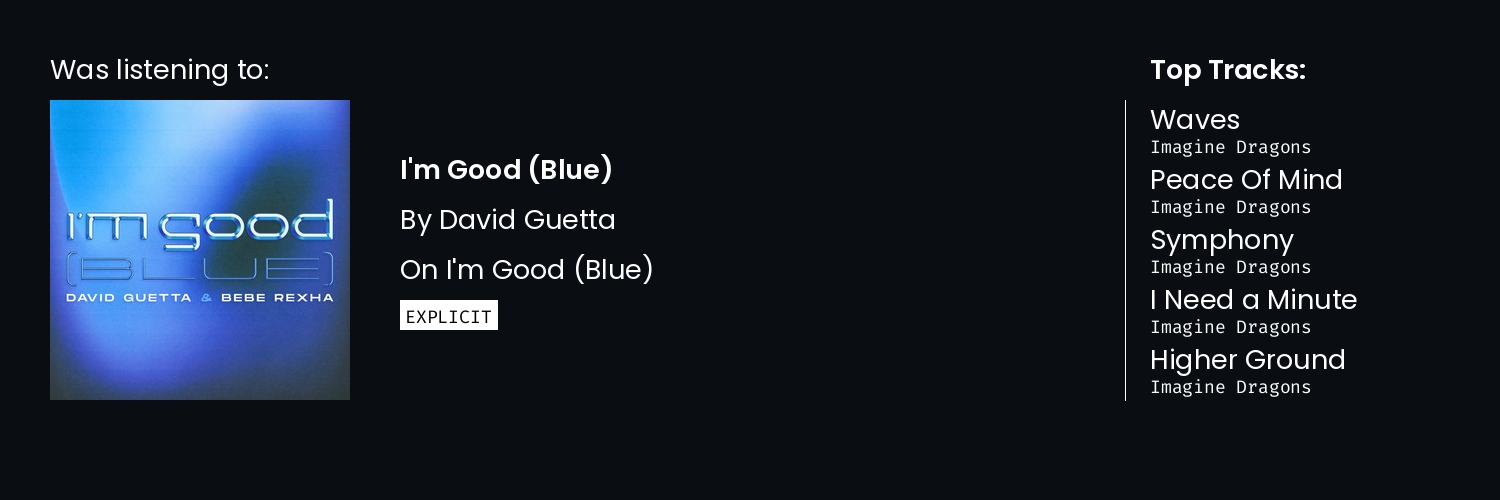 Was listening to:
i'm good
(BLUE)
DAVID GUETTA & BEBE REXHA
I'm Good (Blue)
By David Guetta
On I'm Good (Blue)
EXPLICIT
Top Tracks:
Waves
Imagine Dragons
Peace Of Mind
Imagine Dragons
Symphony
Imagine Dragons
I Need a Minute
Imagine Dragons
Higher Ground
Imagine Dragons